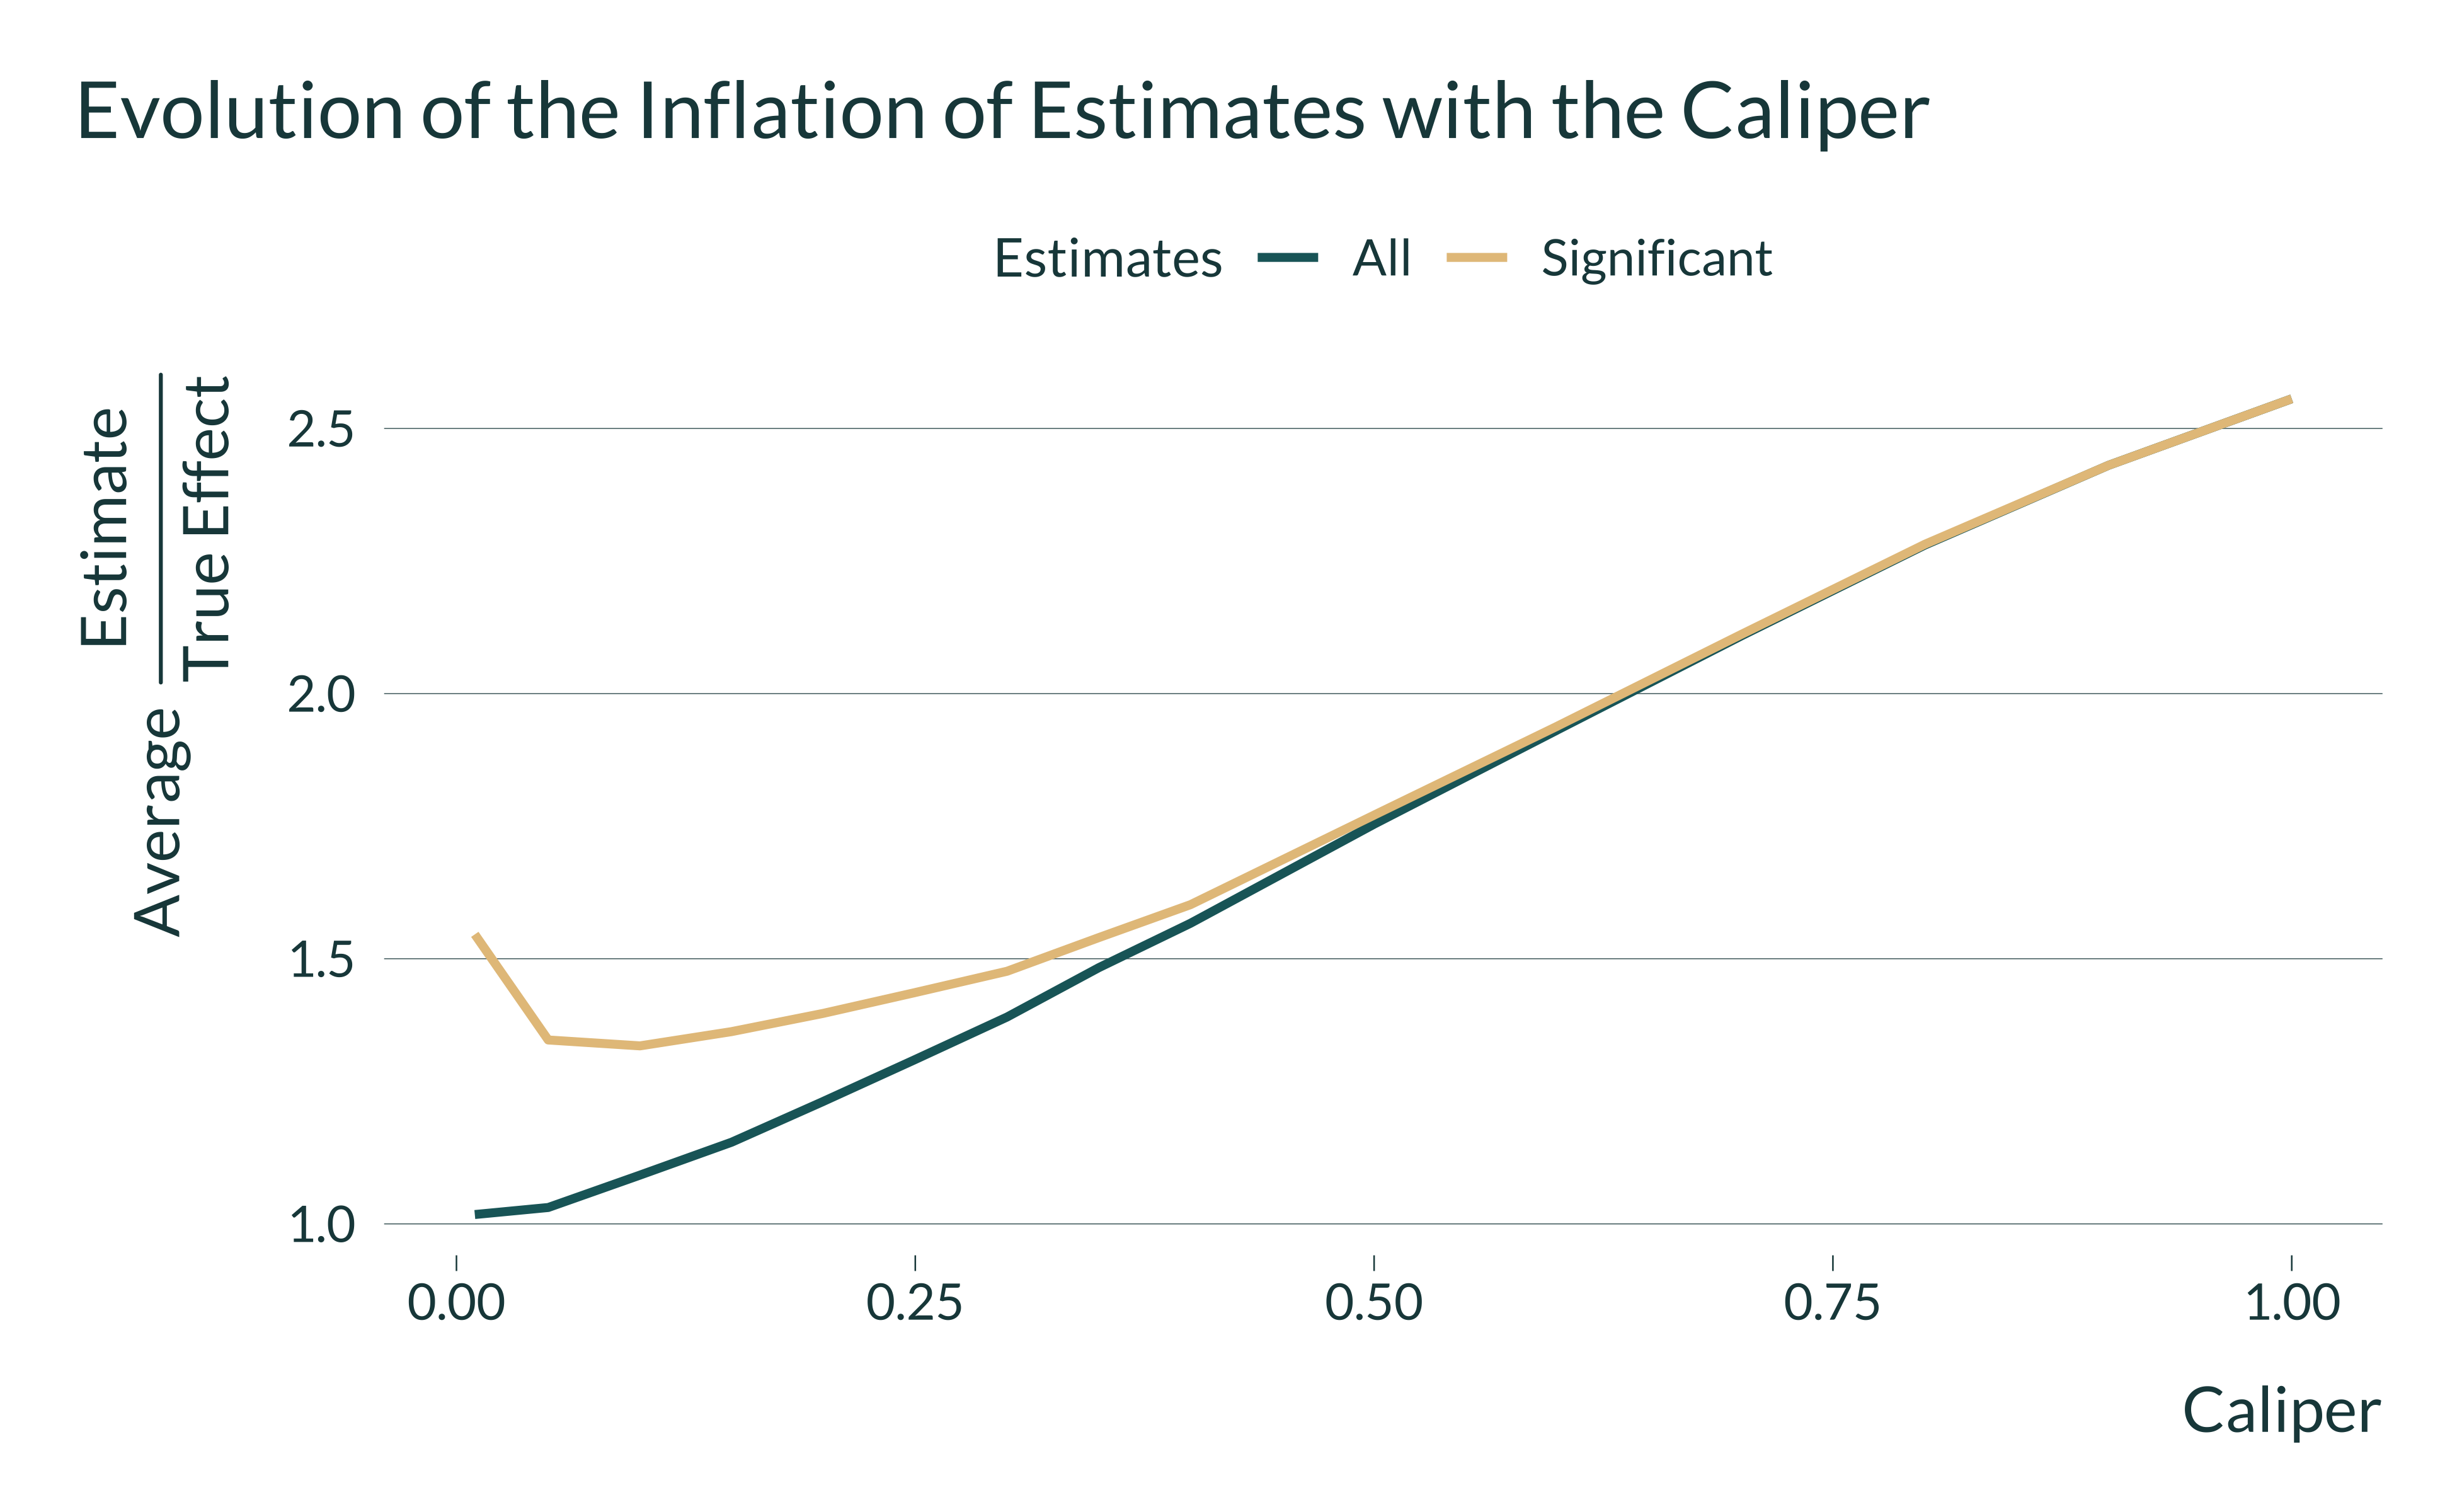 Evolution of the Inflation of Estimates with the Caliper
Estimates All Significant
Average Estimate
True Effect
2.5
2.0
1.5
1.0
0.00 0.25 0.50 0.75 1.00
Caliper